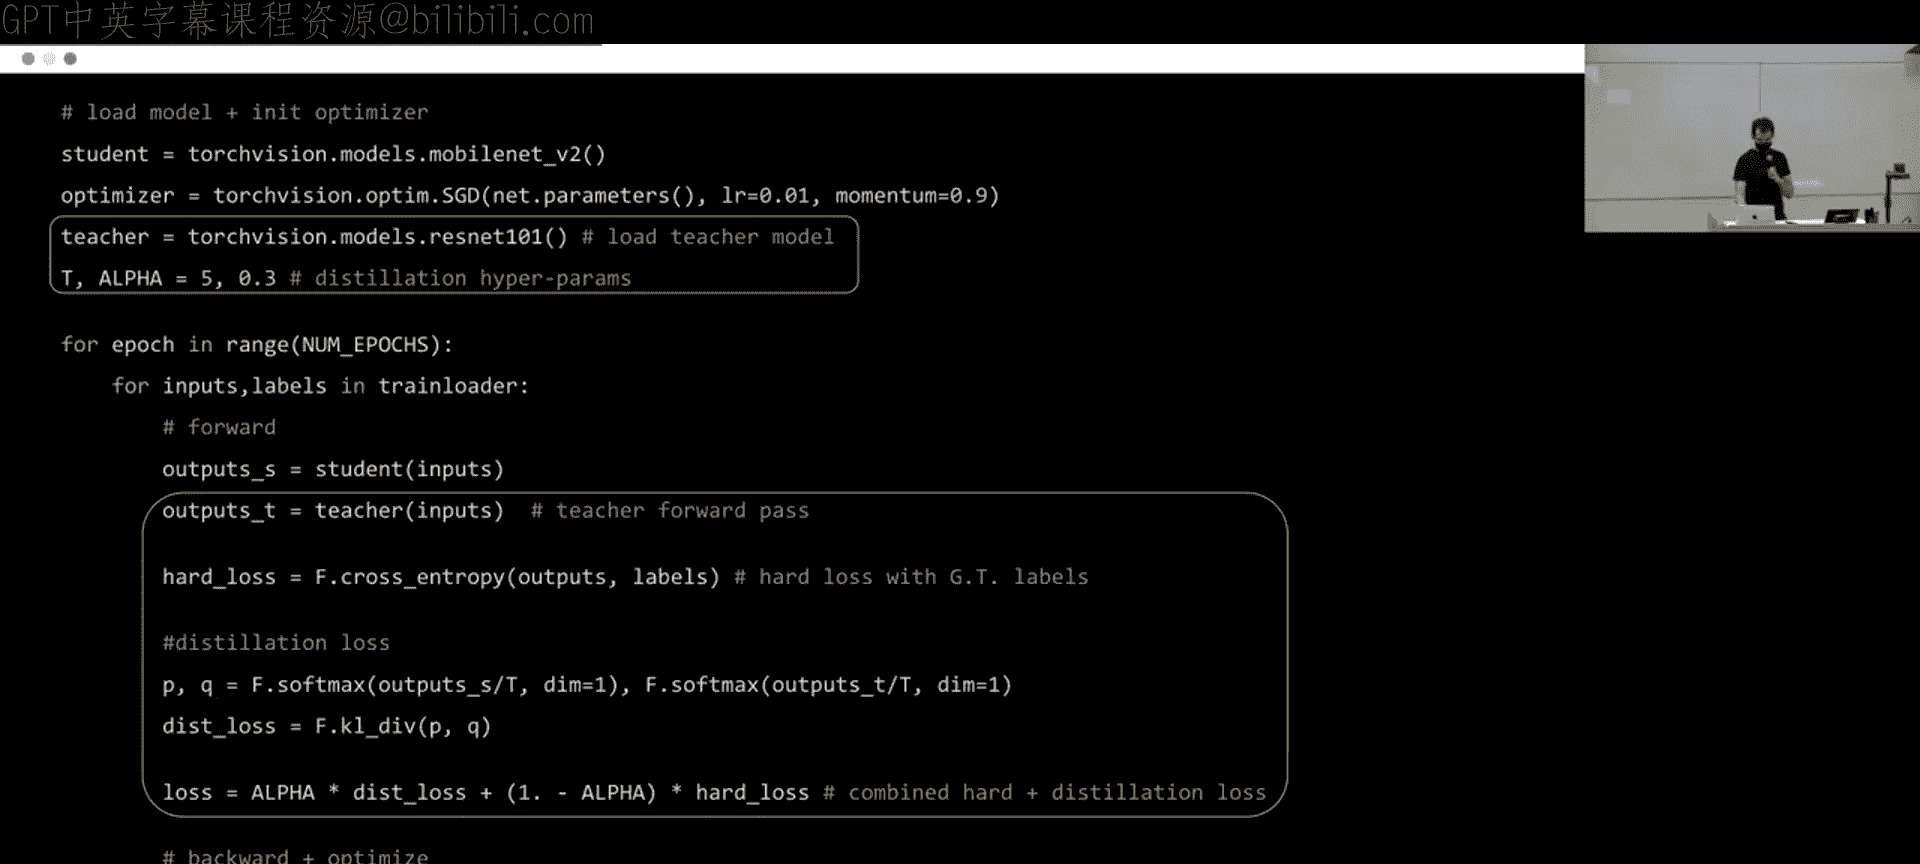 GPT中英字幕课程资源@bilibili.com
# load model + init optimizer
student = torchvision.models.mobilenet_v2()
optimizer = torchvision.optim.SGD(net.parameters(), lr=0.01, momentum=0.9)
teacher = torchvision.models.resnet101() # load teacher model
T, ALPHA = 5, 0.3 # distillation hyper-params
for epoch in range(NUM_EPOCHS):
for inputs,labels in trainloader:
# forward
outputs_s = student(inputs)
outputs_t = teacher(inputs) # teacher forward pass
hard_loss = F.cross_entropy(outputs, labels) # hard loss with G.T. labels
#distillation loss
p, q = F.softmax(outputs_s/T, dim=1), F.softmax(outputs_t/T, dim=1)
dist_loss = F.kl_div(p, q)
loss = ALPHA * dist_loss + (1. - ALPHA) * hard_loss # combined hard + distillation loss
# backward + optimize